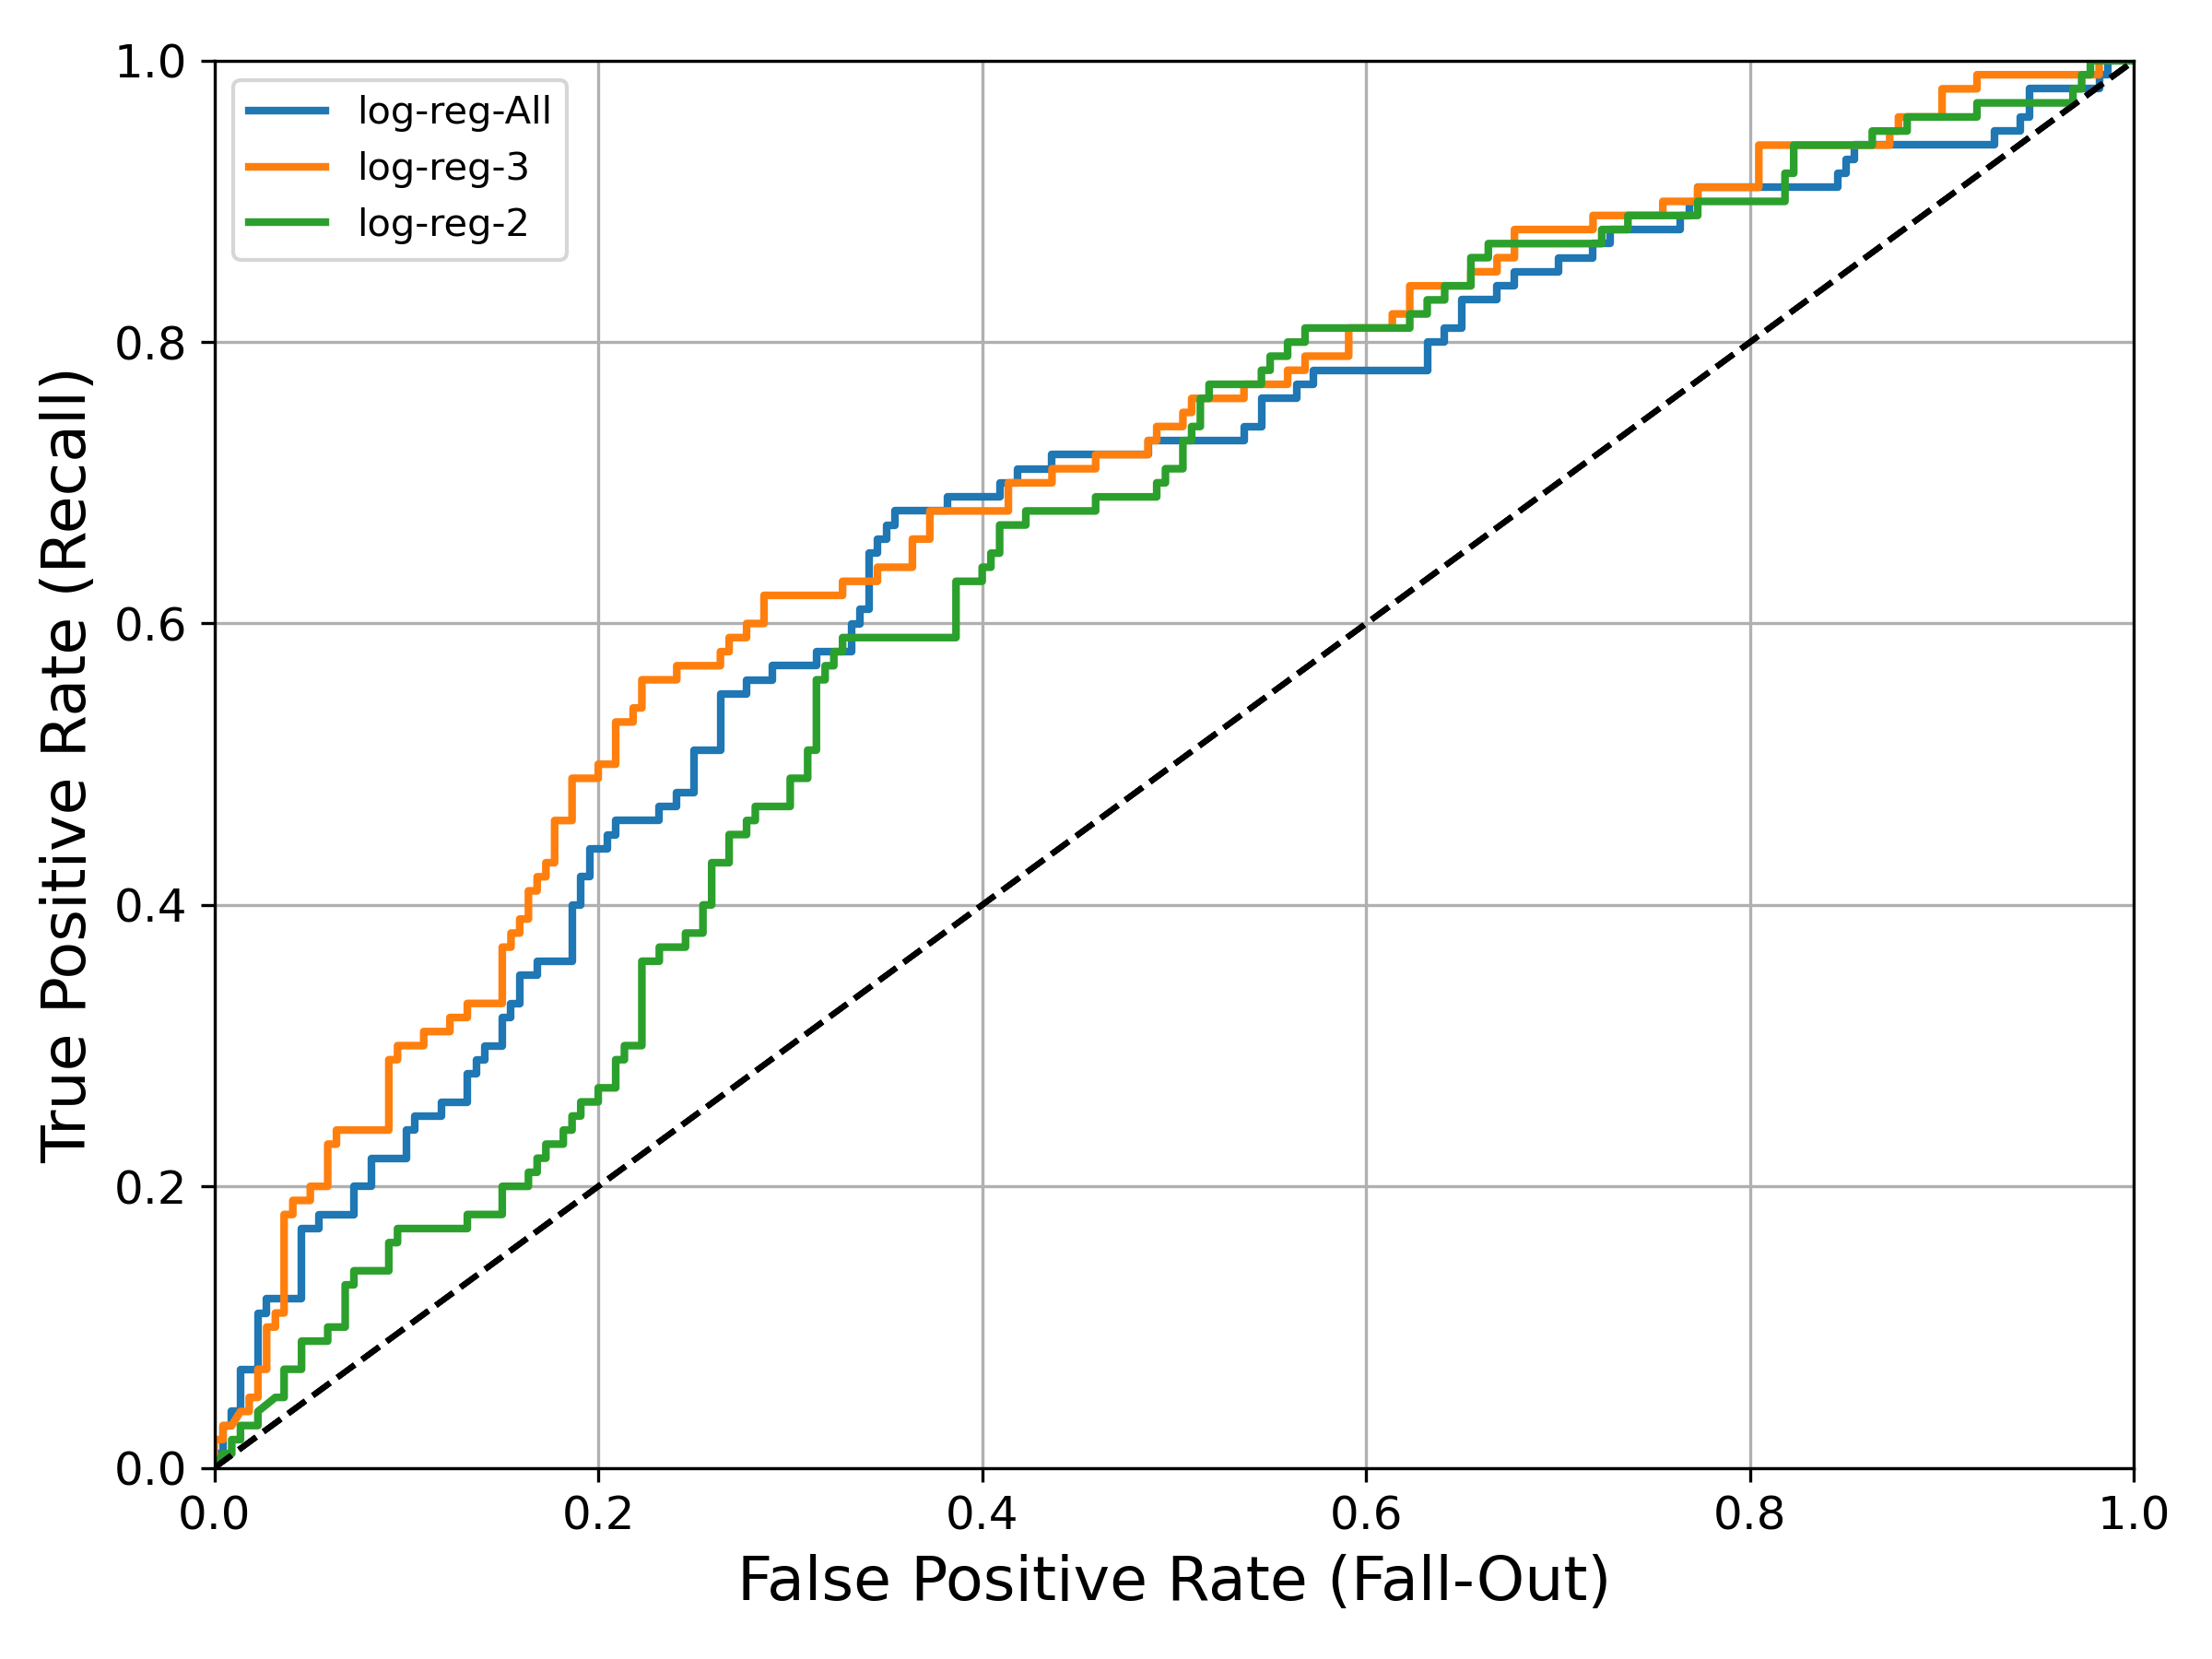 1.0
log-reg-All
log-reg-3
log-reg-2
0.8
0.6
0.4
0.2
0.0
True Positive Rate (Recall)
0.0 0.2 0.4 0.6 0.8 1.0
False Positive Rate (Fall-Out)